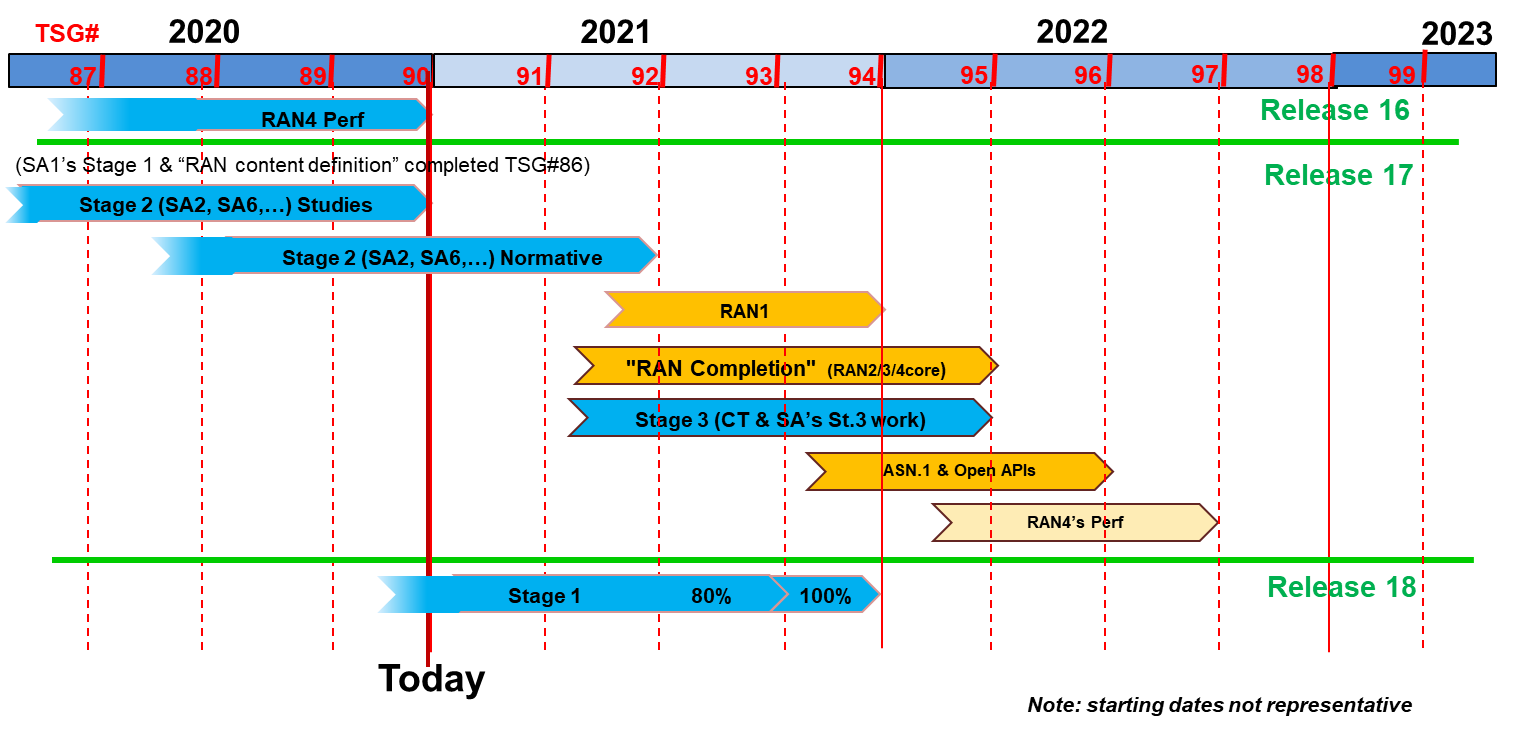 TSG# 2020 2021 2022 2023
87 88 89 90 91 92 93 94 95 96 97 98 99
RAN4 Perf
Release 16
(SA1’s Stage 1 & “RAN content definition” completed TSG#86)
Release 17
Stage 2 (SA2, SA6,…) Studies
Stage 2 (SA2, SA6,…) Normative
RAN1
"RAN Completion" (RAN2/3/4core)
Stage 3 (CT & SA’s St.3 work)
ASN.1 & Open APIs
RAN4’s Perf
Release 18
Stage 1 80% 100%
Today
Note: starting dates not representative